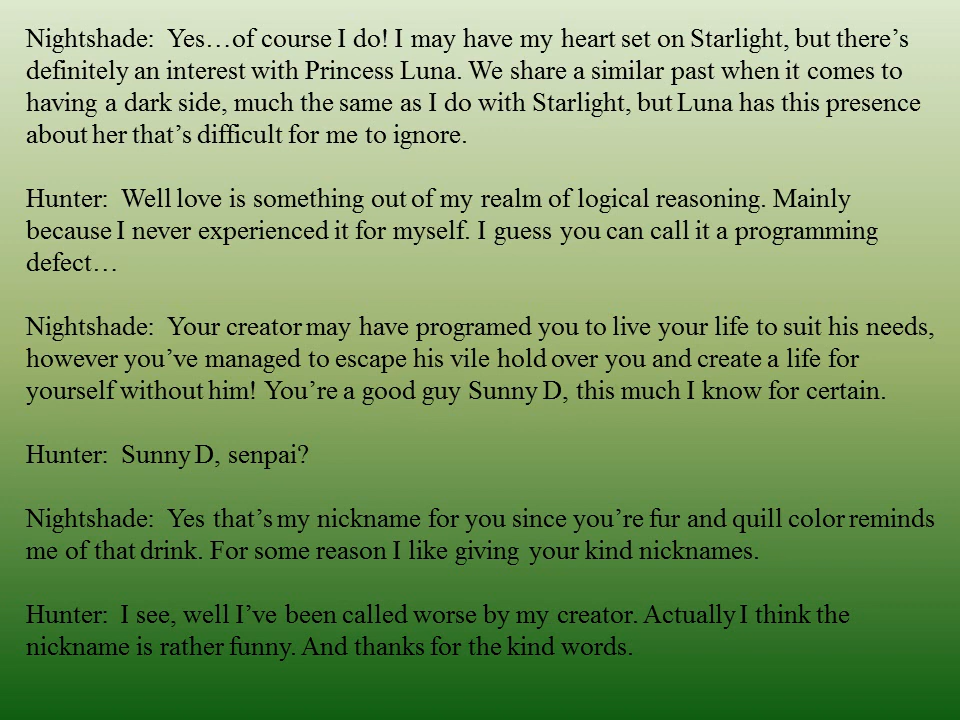 Nightshade:  Yes…of course I do! I may have my heart set on Starlight, but there’s
definitely an interest with Princess Luna. We share a similar past when it comes to
having a dark side, much the same as I do with Starlight, but Luna has this presence
about her that’s difficult for me to ignore.
Hunter:  Well love is something out of my realm of logical reasoning. Mainly
because I never experienced it for myself. I guess you can call it a programming
defect…
Nightshade:  Your creator may have programed you to live your life to suit his needs,
however you’ve managed to escape his vile hold over you and create a life for
yourself without him! You’re a good guy Sunny D, this much I know for certain.
Hunter:  Sunny D, senpai?
Nightshade:  Yes that’s my nickname for you since you’re fur and quill color reminds
me of that drink. For some reason I like giving your kind nicknames.
Hunter:  I see, well I’ve been called worse by my creator. Actually I think the
nickname is rather funny. And thanks for the kind words.